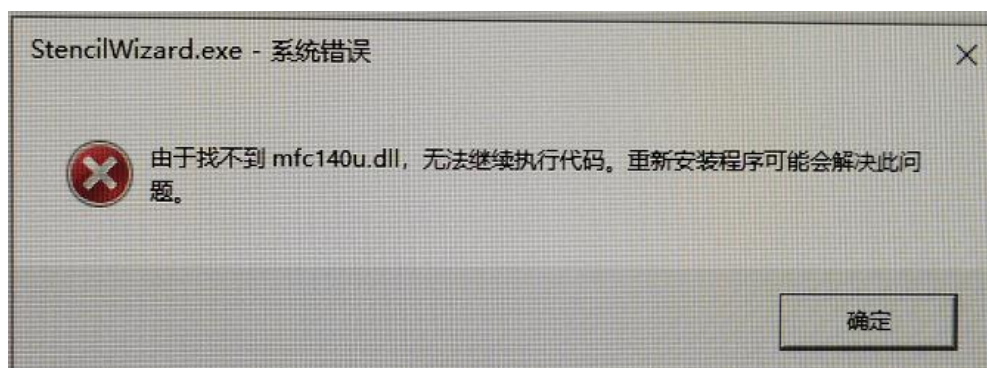 StencilWizard.exe - 系统错误
由于找不到 mfc140u.dll，无法继续执行代码。重新安装程序可能会解决此问
题。
确定